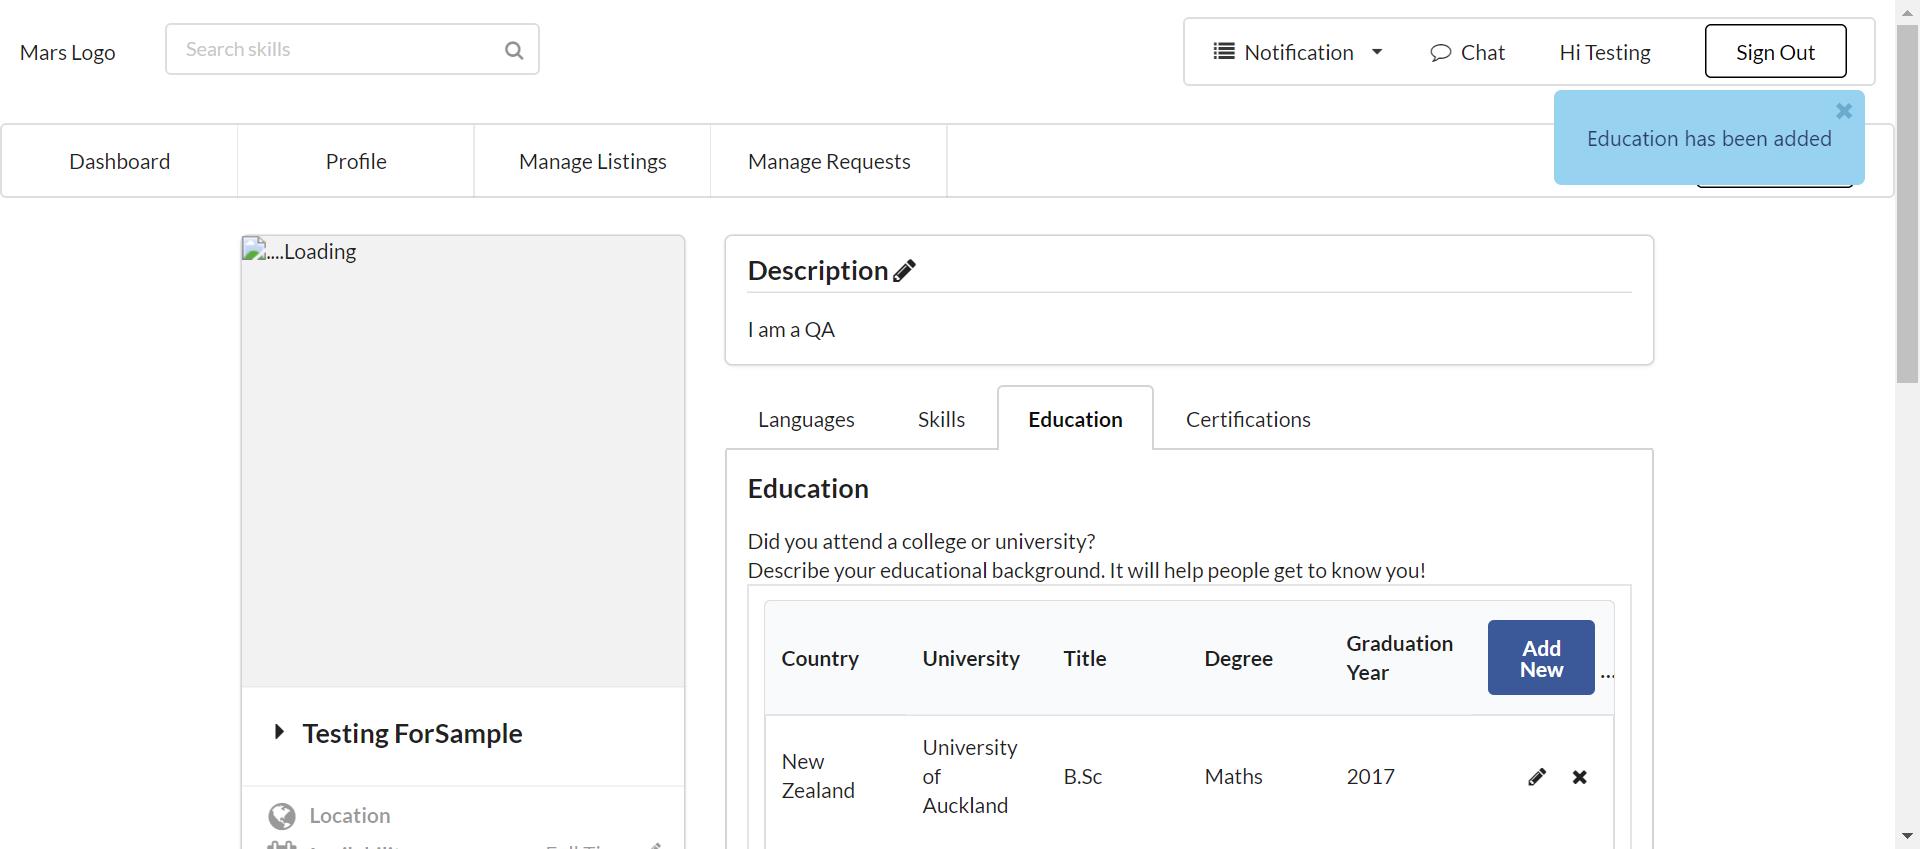 Mars Logo
Search skills
Notification
Chat
Hi Testing
Sign Out
Education has been added
Dashboard
Profile
Manage Listings
Manage Requests
....Loading
Description
I am a QA
Languages
Skills
Education
Certifications
Education
Did you attend a college or university?
Describe your educational background. It will help people get to know you!
Country
University
Title
Degree
Graduation
Year
Add
New
...
New
Zealand
University
of
Auckland
B.Sc
Maths
2017
Testing ForSample
Location